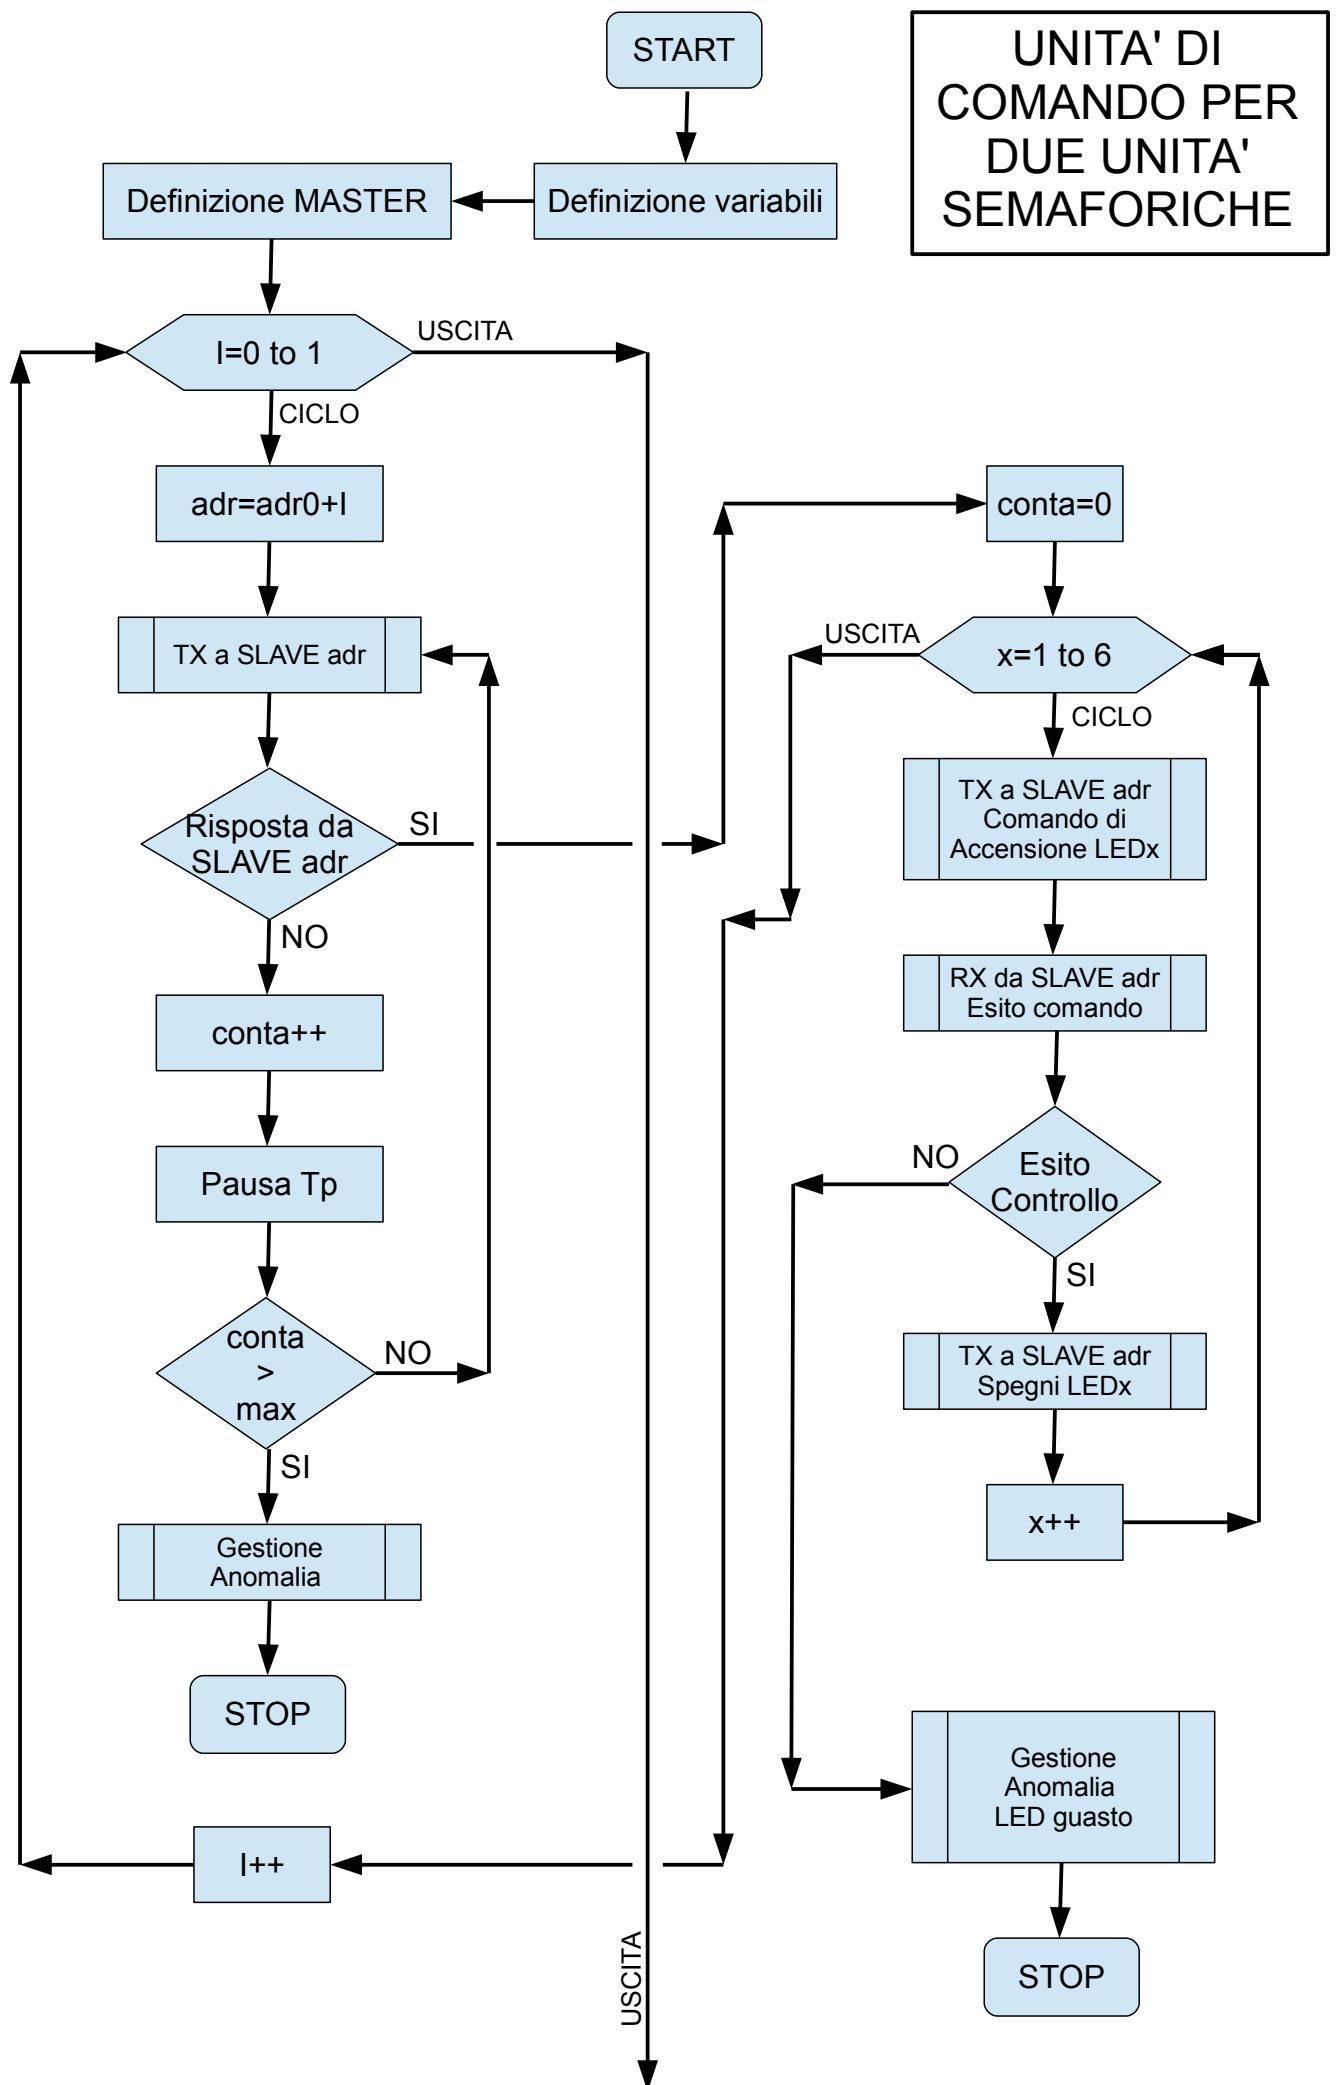 START
UNITA' DI
COMANDO PER
DUE UNITA'
SEMAFORICHE
Definizione MASTER
Definizione variabili
I=0 to 1
USCITA
CICLO
adr=adr0+I
TX a SLAVE adr
Risposta da
SLAVE adr
SI
NO
conta++
Pausa Tp
conta
>
max
NO
SI
Gestione
Anomalia
STOP
I++
USCITA
conta=0
x=1 to 6
USCITA
CICLO
TX a SLAVE adr
Comando di
Accensione LEDx
RX da SLAVE adr
Esito comando
Esito
Controllo
NO
SI
TX a SLAVE adr
Spegni LEDx
x++
Gestione
Anomalia
LED guasto
STOP